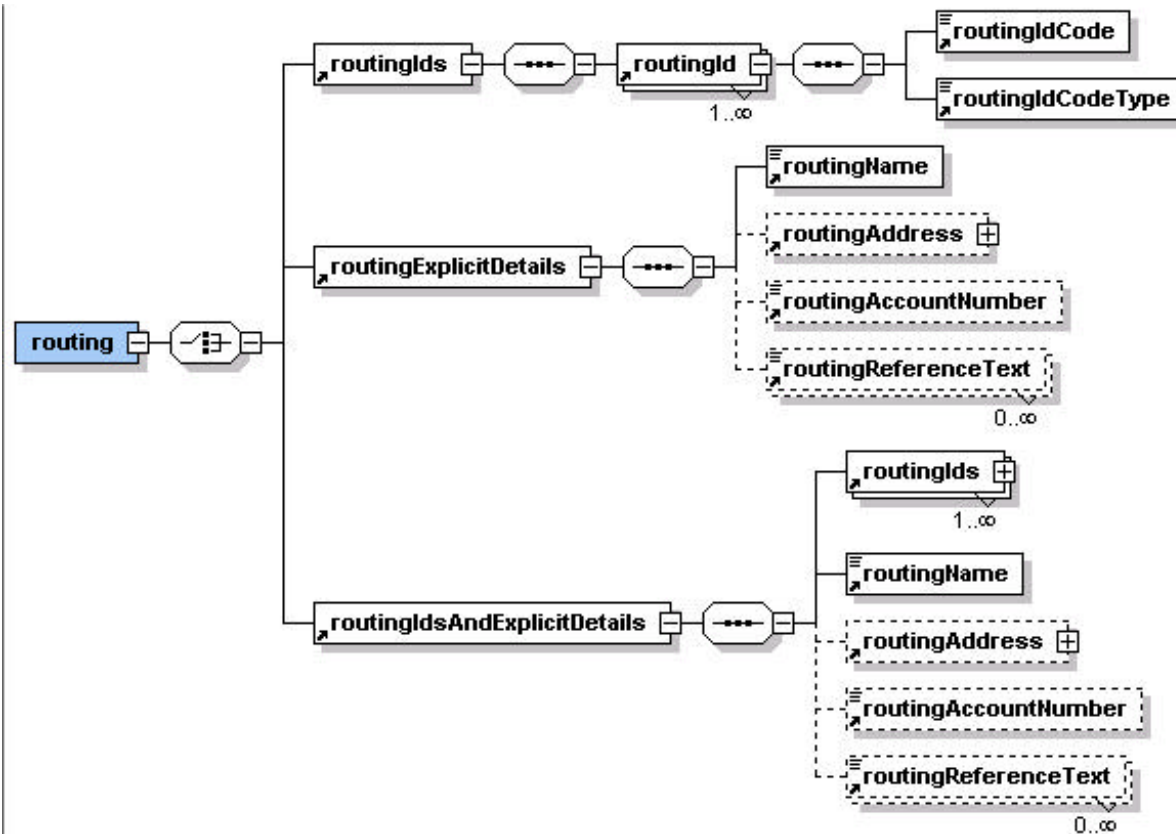 routingIdCode
routingIds
routingId
routingIdCodeType
1..∞
routingName
routingAddress
routingExplicitDetails
routingAccountNumber
routing
routingReferenceText
0..∞
routingIds
1..∞
routingName
routingIdsAndExplicitDetails
routingAddress
routingAccountNumber
routingReferenceText
0..∞